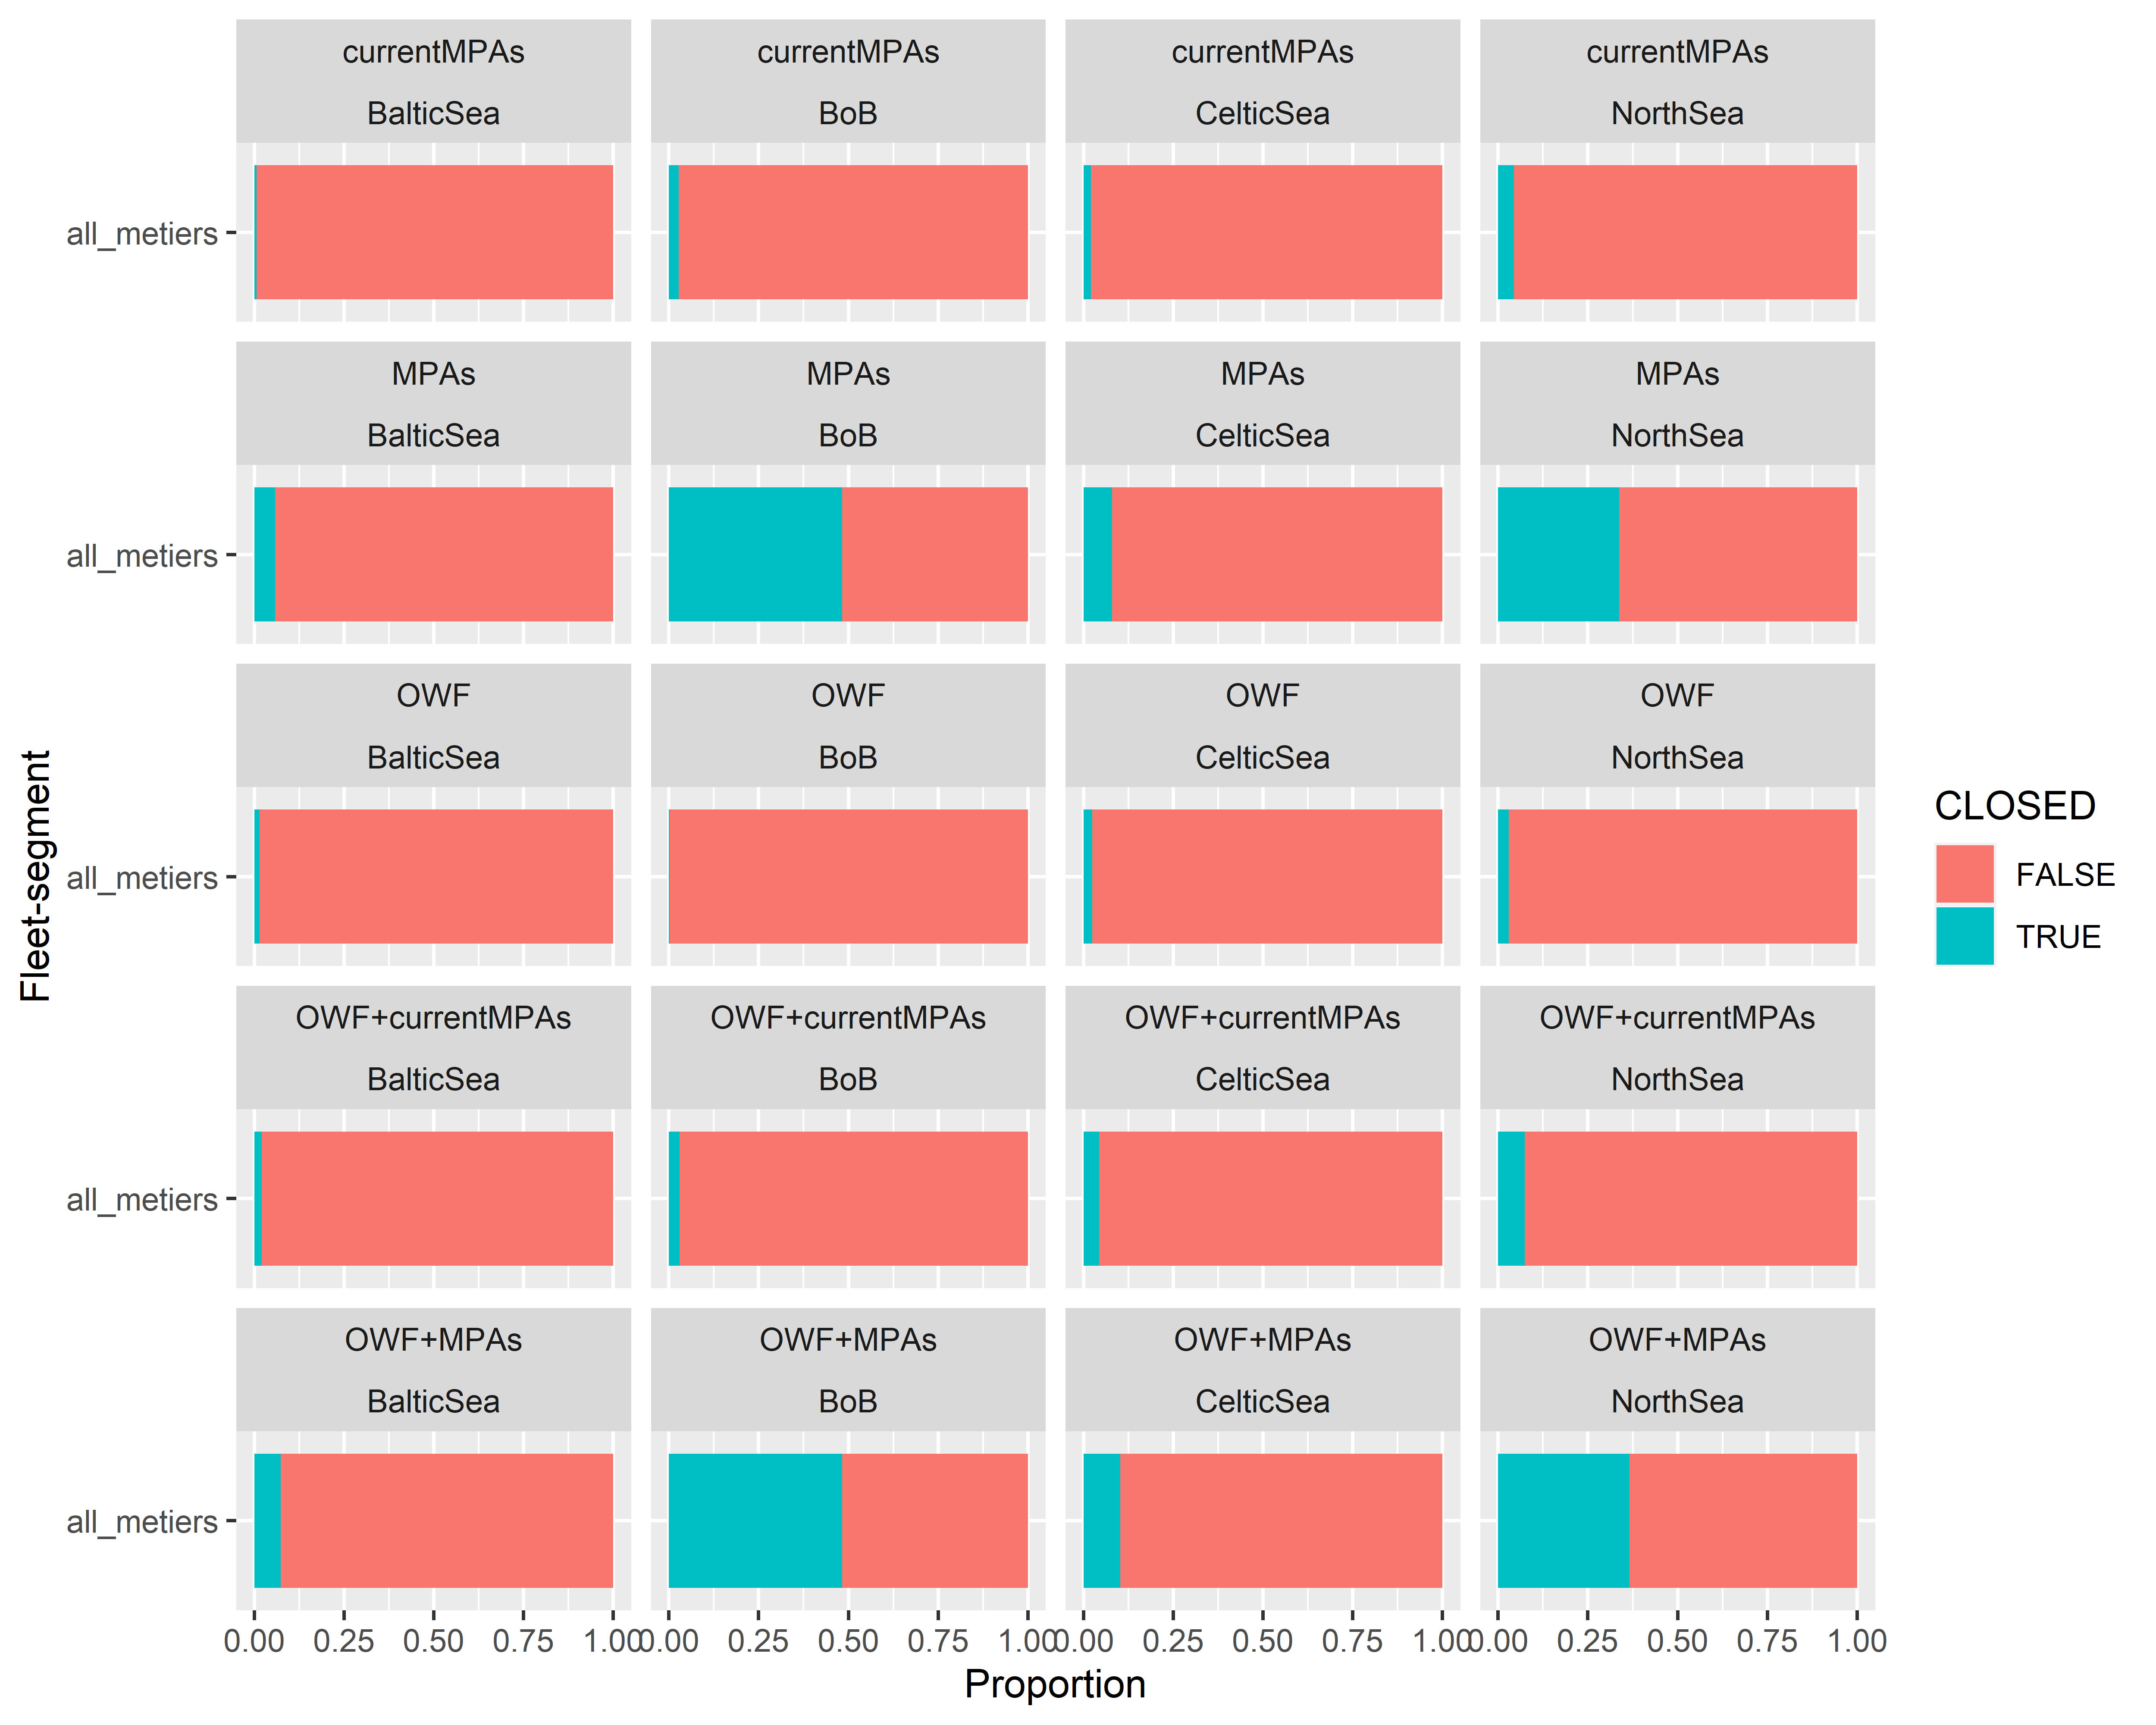 currentMPAs currentMPAs currentMPAs currentMPAs
BalticSea BoB CelticSea NorthSea
all_metiers
MPAs MPAs MPAs MPAs
BalticSea BoB CelticSea NorthSea
all_metiers
OWF OWF OWF OWF
BalticSea BoB CelticSea NorthSea
all_metiers
OWF+currentMPAs OWF+currentMPAs OWF+currentMPAs OWF+currentMPAs
BalticSea BoB CelticSea NorthSea
all_metiers
OWF+MPAs OWF+MPAs OWF+MPAs OWF+MPAs
BalticSea BoB CelticSea NorthSea
all_metiers
0.00 0.25 0.50 0.75 1.00 0.00 0.25 0.50 0.75 1.00 0.00 0.25 0.50 0.75 1.00 0.00 0.25 0.50 0.75 1.00
Proportion
Fleet-segment
CLOSED
FALSE
TRUE